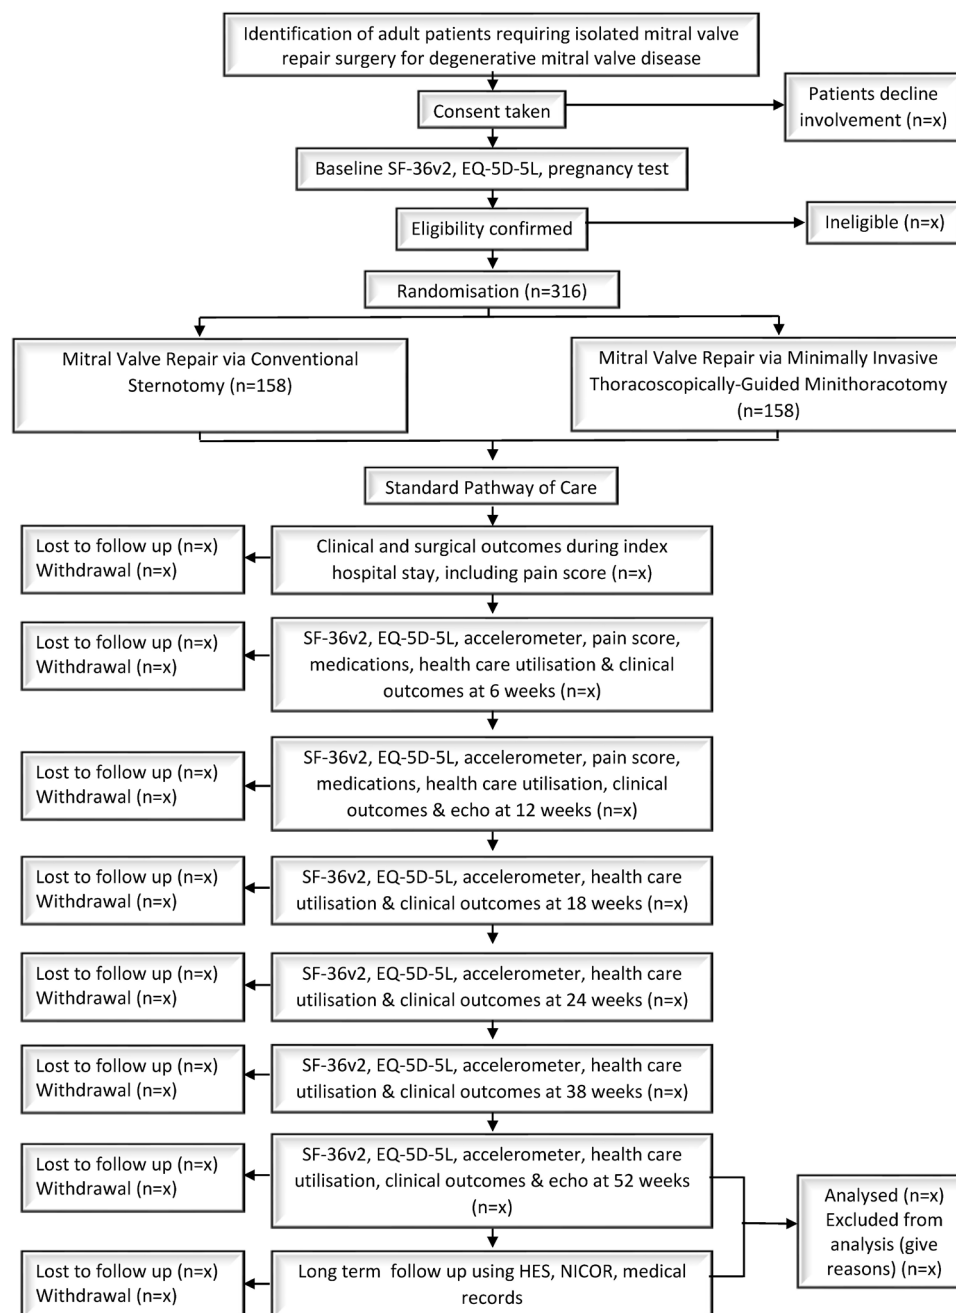 Identification of adult patients requiring isolated mitral valve
repair surgery for degenerative mitral valve disease
Consent taken
Patients decline
involvement (n=x)
Baseline SF-36v2, EQ-5D-5L, pregnancy test
Eligibility confirmed
Ineligible (n=x)
Randomisation (n=316)
Mitral Valve Repair via Conventional
Sternotomy (n=158)
Mitral Valve Repair via Minimally Invasive
Thoracoscopically-Guided Minithoracotomy
(n=158)
Standard Pathway of Care
Lost to follow up (n=x)
Withdrawal (n=x)
Clinical and surgical outcomes during index
hospital stay, including pain score (n=x)
Lost to follow up (n=x)
Withdrawal (n=x)
SF-36v2, EQ-5D-5L, accelerometer, pain score,
medications, health care utilisation & clinical
outcomes at 6 weeks (n=x)
Lost to follow up (n=x)
Withdrawal (n=x)
SF-36v2, EQ-5D-5L, accelerometer, pain score,
medications, health care utilisation, clinical
outcomes & echo at 12 weeks (n=x)
Lost to follow up (n=x)
Withdrawal (n=x)
SF-36v2, EQ-5D-5L, accelerometer, health care
utilisation & clinical outcomes at 18 weeks (n=x)
Lost to follow up (n=x)
Withdrawal (n=x)
SF-36v2, EQ-5D-5L, accelerometer, health care
utilisation & clinical outcomes at 24 weeks (n=x)
Lost to follow up (n=x)
Withdrawal (n=x)
SF-36v2, EQ-5D-5L, accelerometer, health care
utilisation & clinical outcomes at 38 weeks (n=x)
Lost to follow up (n=x)
Withdrawal (n=x)
SF-36v2, EQ-5D-5L, accelerometer, health care
utilisation, clinical outcomes & echo at 52 weeks
(n=x)
Analysed (n=x)
Excluded from
analysis (give
reasons) (n=x)
Lost to follow up (n=x)
Withdrawal (n=x)
Long term follow up using HES, NICOR, medical
records